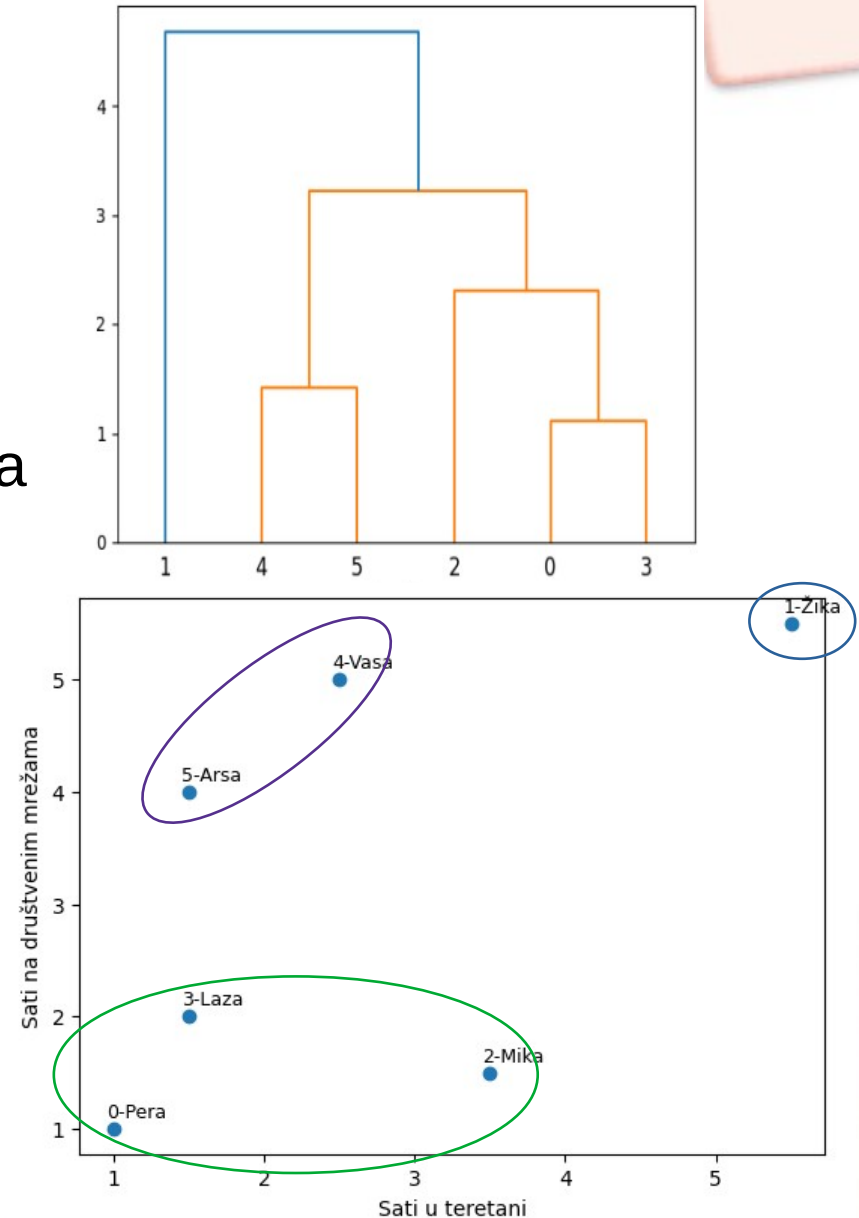 4
3
2
1
0
1 4 5 2 0 3
a
1-Žika
4-Vasa
5-Arsa
3-Laza
2-Mika
0-Pera
5
4
3
2
1
Sati na društvenim mrežama
1 2 3 4 5
Sati u teretani